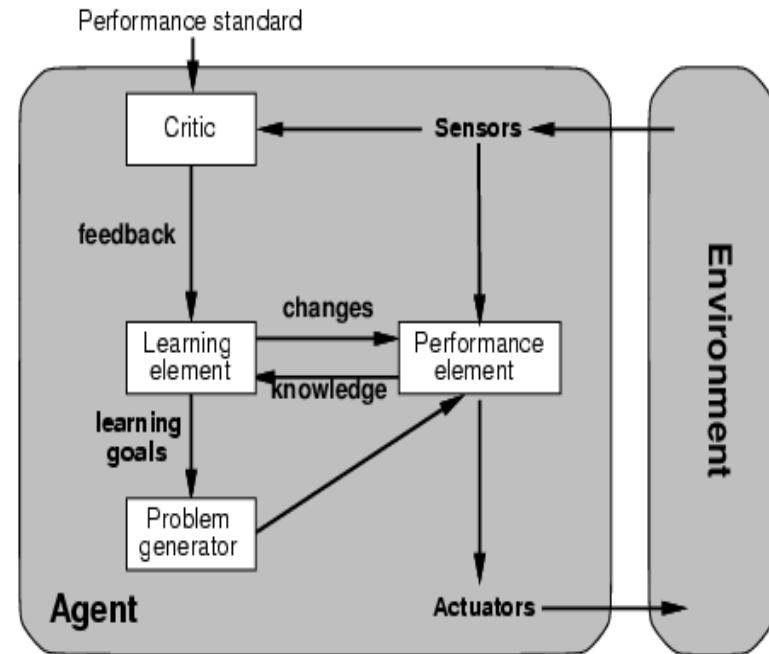 Performance standard
Critic
Sensors
feedback
changes
Learning
element
Performance
element
knowledge
learning
goals
Problem
generator
Agent
Actuators
Environment